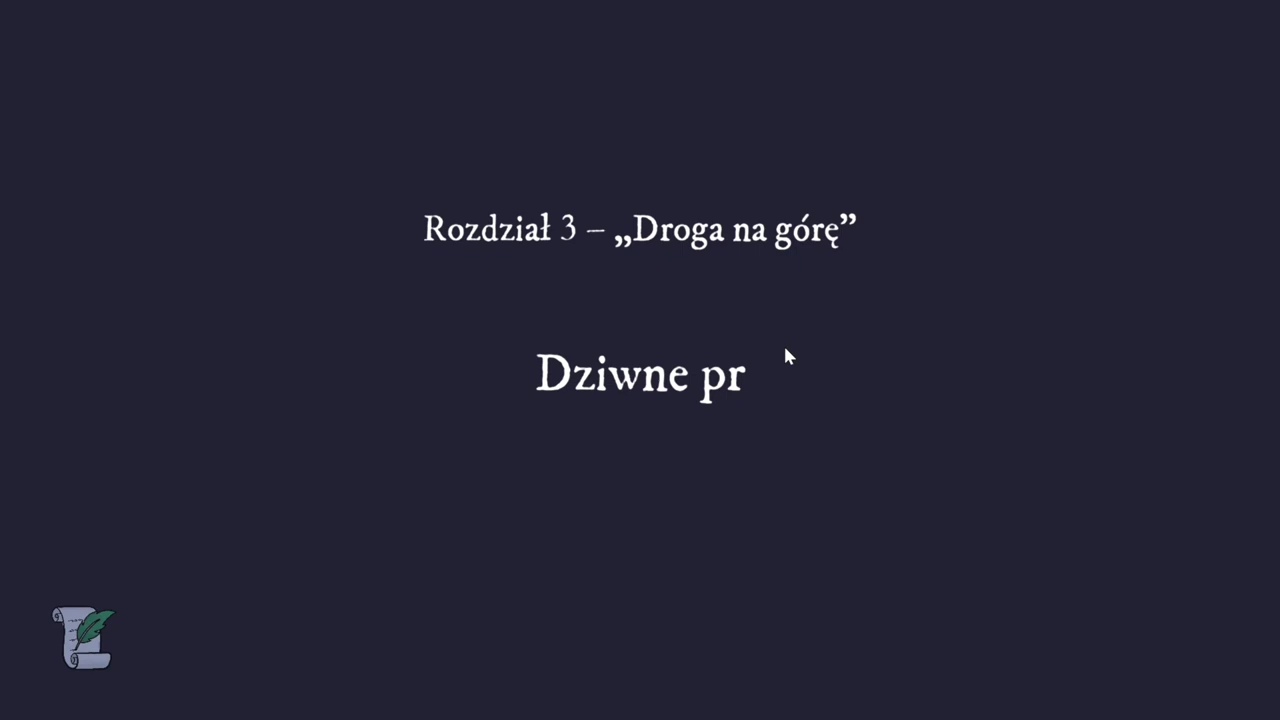 Rozdział 3 – „Droga na górę”
Dziwne pr